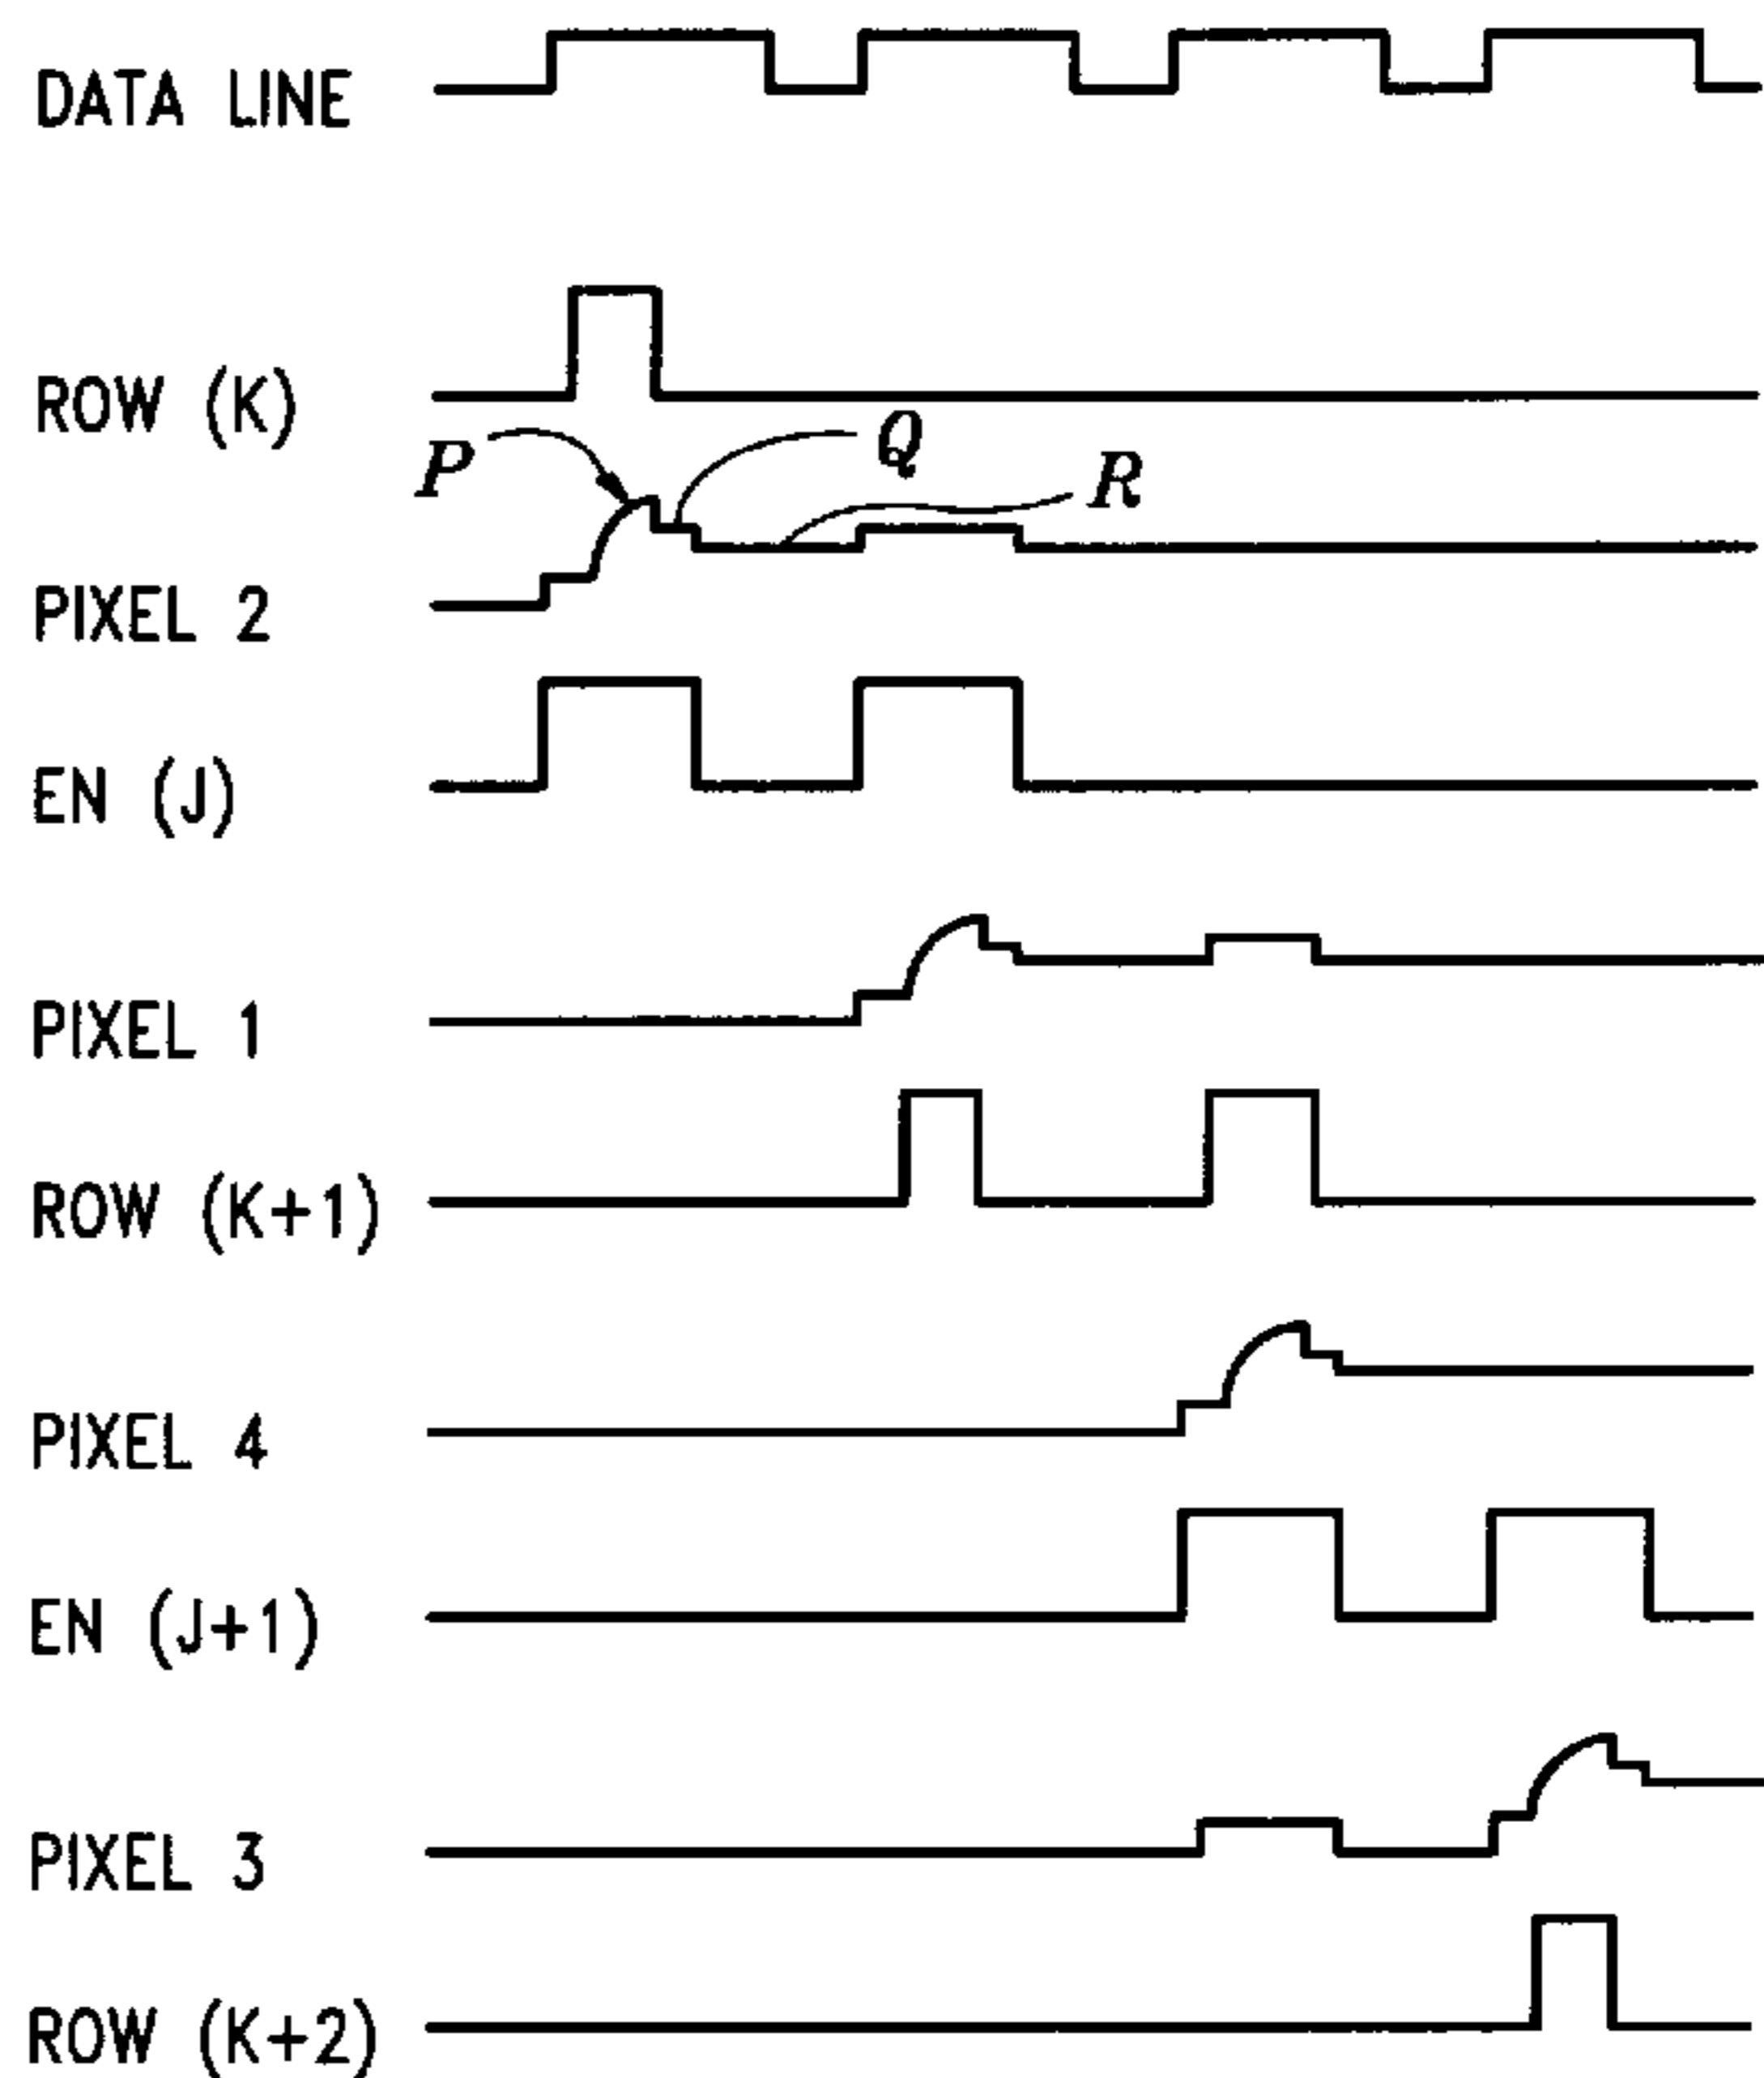 DATA LINE
ROW (K)
P
Q
R
PIXEL 2
EN (J)
PIXEL 1
ROW (K+1)
PIXEL 4
EN (J+1)
PIXEL 3
ROW (K+2)